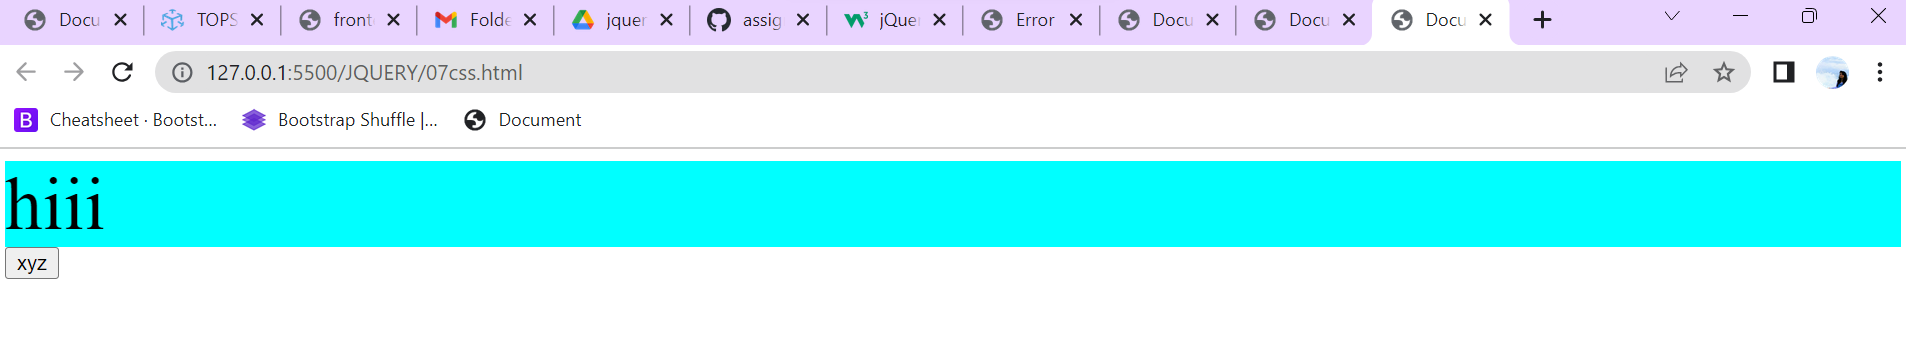 Docu TOPS front Folde jquer assig jQuer Error Docu Docu Docu
127.0.0.1:5500/JQUERY/07css.html
Cheatsheet · Bootst... Bootstrap Shuffle |... Document
hiii
xyz